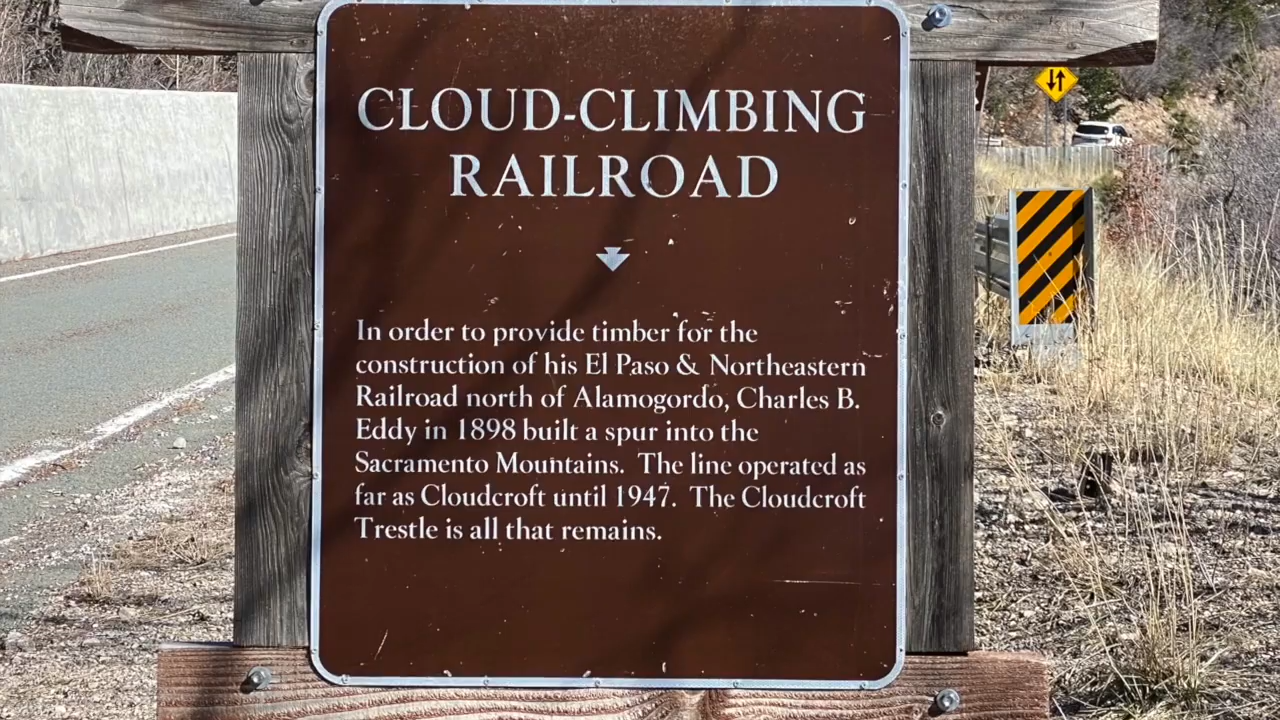 CLOUD-CLIMBING
RAILROAD
In order to provide timber for the
construction of his El Paso & Northeastern
Railroad north of Alamogordo, Charles B.
Eddy in 1898 built a spur into the
Sacramento Mountains. The line operated as
far as Cloudcroft until 1947. The Cloudcroft
Trestle is all that remains.